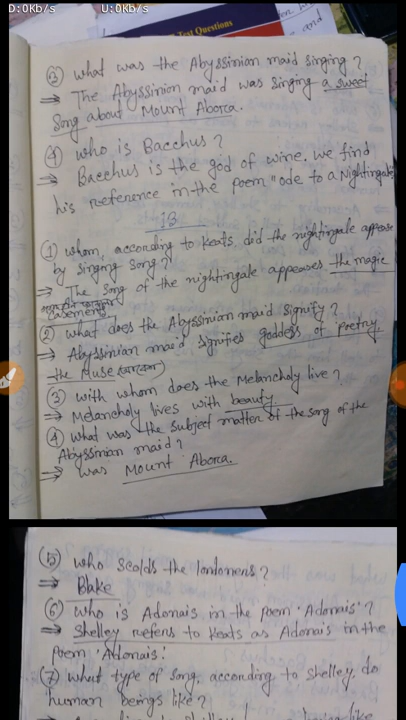 D:0Kb/s U:0Kb/s
Test Questions
and
③ what was the Abyssinian maid singing?
⇒ The Abyssinian maid was singing a sweet
song about Mount Aborca.
④ who is Bacchus?
⇒ Bacchus is the god of wine. we find
his reference in the poem "ode to a Nightingale
① whom, according to Keats, did the nightingale appease
by singing song?
⇒ The song of the nightingale appeases the magic
casements
② what does the Abyssinian maid signify?
⇒ Abyssinian maid signifies goddess of poetry,
the Muse
③ with whom does the Melancholy live?
⇒ Melancholy lives with beauty.
④ what was the subject matter of the song of the
Abyssinian maid?
⇒ was Mount Aborca.
(5) who scolds the londoners?
⇒ Bake
(6) who is Adonais in the poem 'Adonais'?
⇒ Shelley refers to Keats as Adonais in the
poem 'Adonais!
(7) what type of song, according to shelley, do
human beings like?